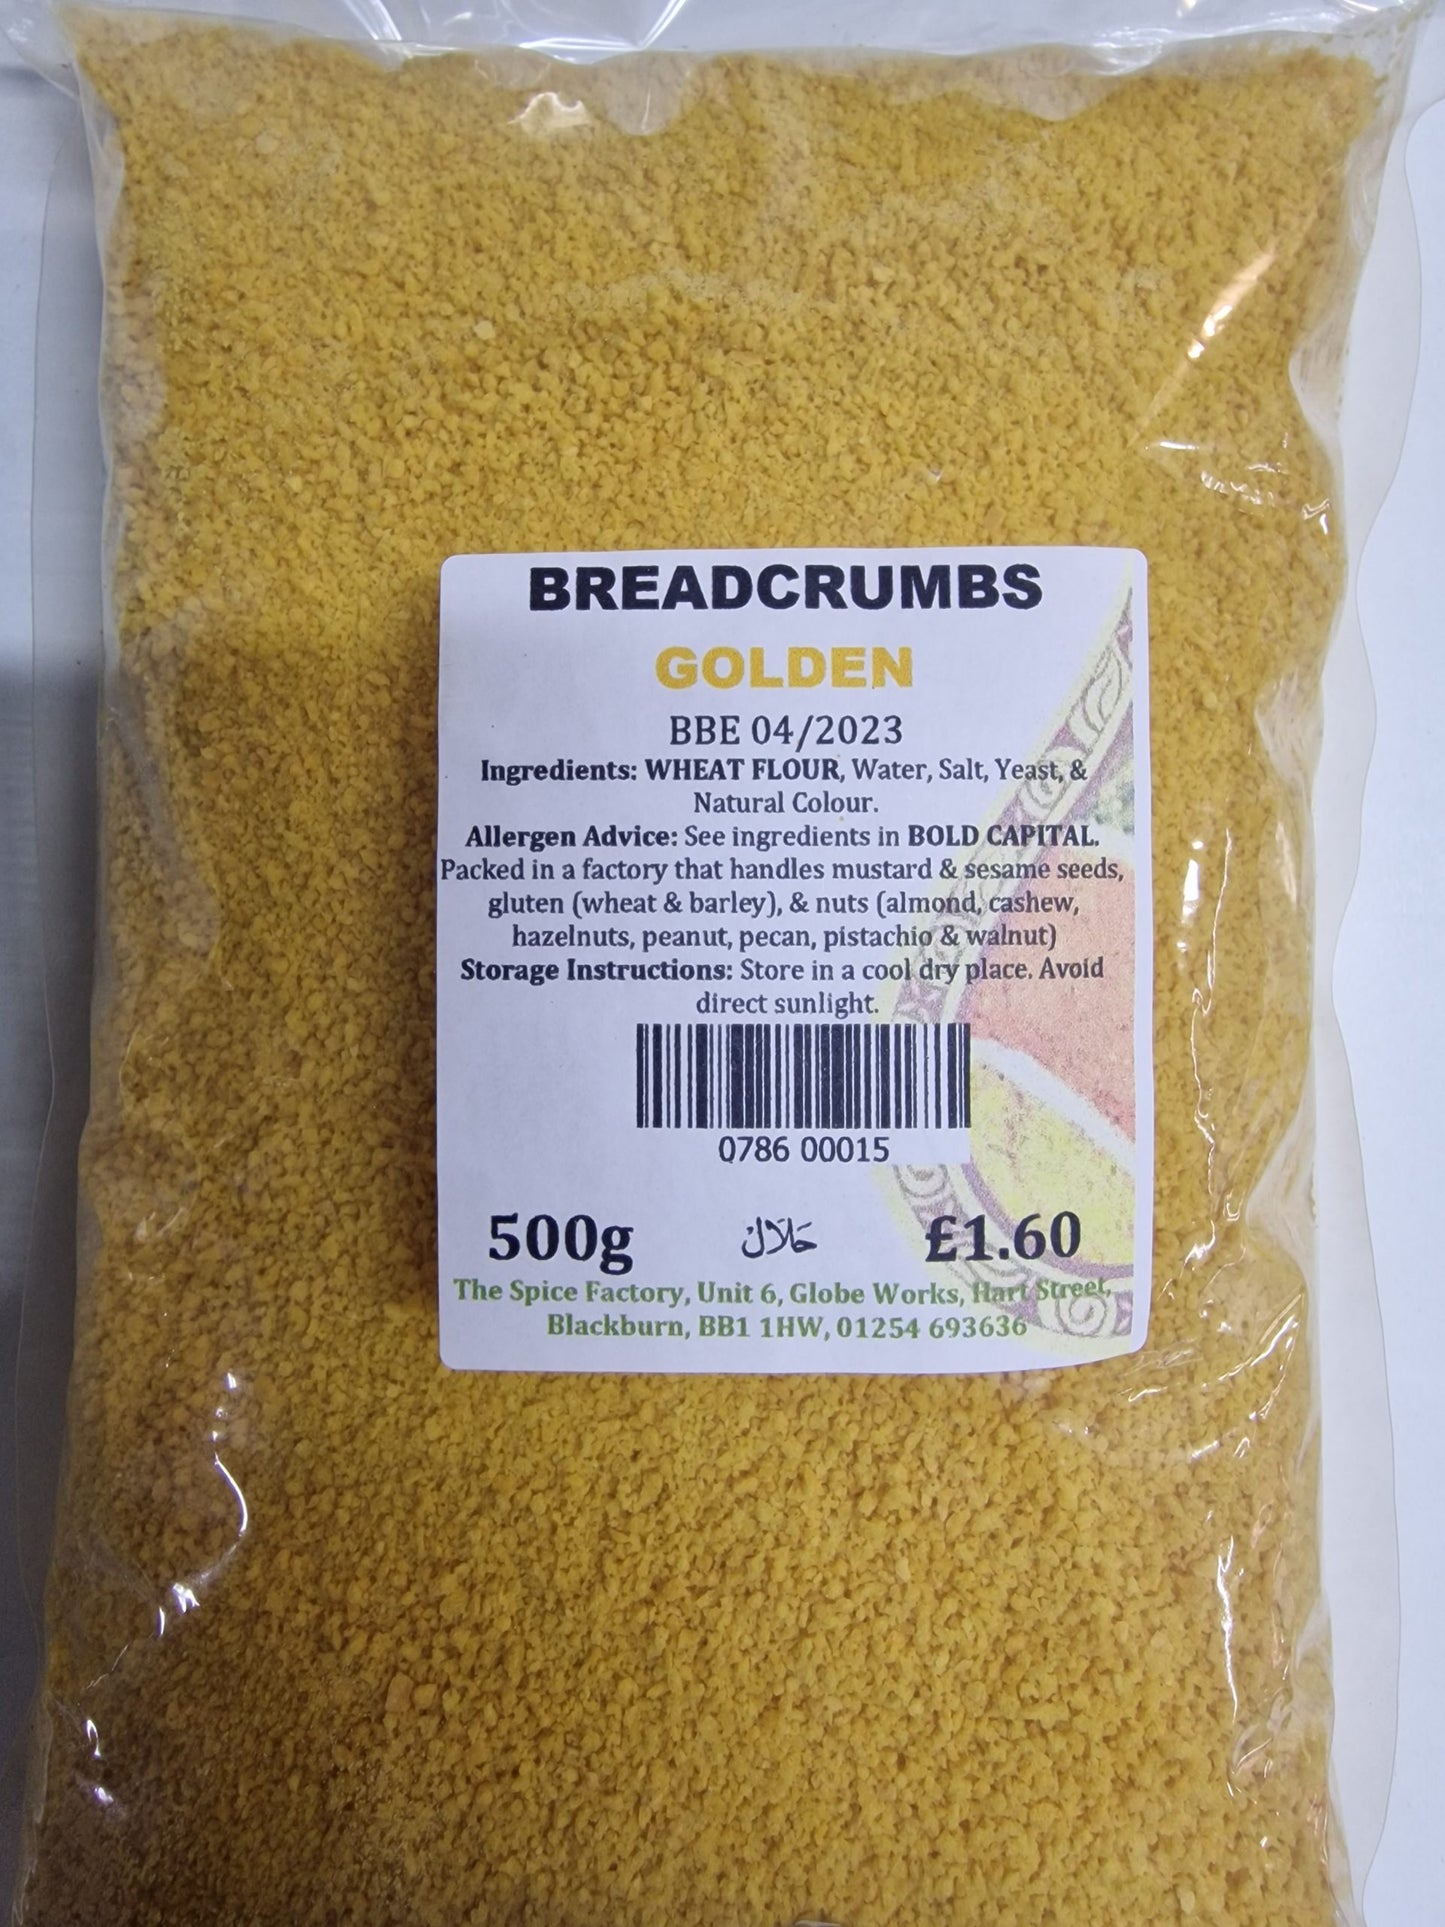 BREADCRUMBS
GOLDEN
BBE 04/2023
Ingredients: WHEAT FLOUR, Water, Salt, Yeast, &
Natural Colour.
Allergen Advice: See ingredients in BOLD CAPITAL.
Packed in a factory that handles mustard & sesame seeds,
gluten (wheat & barley), & nuts (almond, cashew,
hazelnuts, peanut, pecan, pistachio & walnut)
Storage Instructions: Store in a cool dry place. Avoid
direct sunlight.
0786 00015
500g حلال £1.60
The Spice Factory, Unit 6, Globe Works, Hart Street,
Blackburn, BB1 1HW, 01254 693636